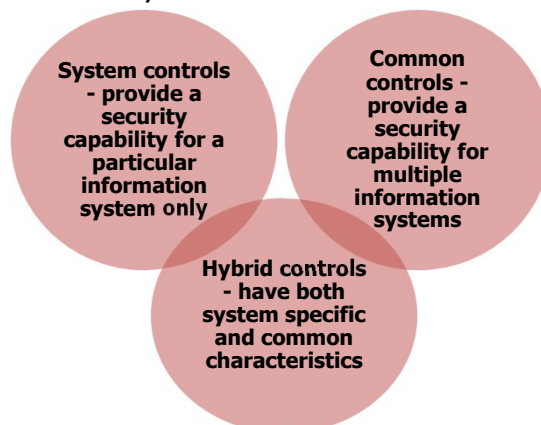 System controls
- provide a
security
capability for a
particular
information
system only
Common
controls -
provide a
security
capability for
multiple
information
systems
Hybrid controls
- have both
system specific
and common
characteristics